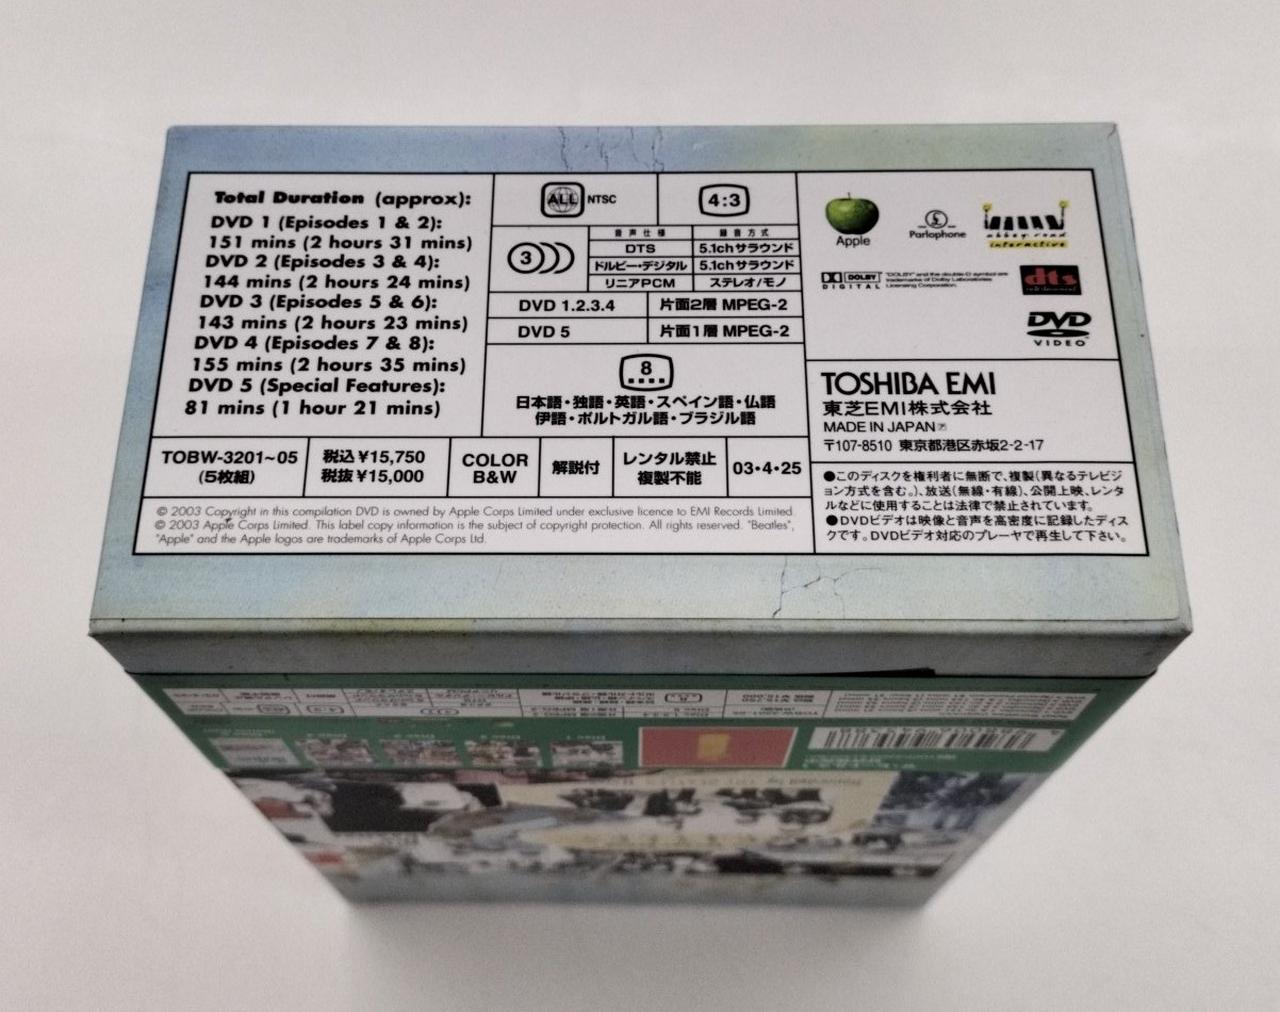 Total Duration (approx):
DVD 1 (Episodes 1 & 2):
151 mins (2 hours 31 mins)
DVD 2 (Episodes 3 & 4):
144 mins (2 hours 24 mins)
DVD 3 (Episodes 5 & 6):
143 mins (2 hours 23 mins)
DVD 4 (Episodes 7 & 8):
155 mins (2 hours 35 mins)
DVD 5 (Special Features):
81 mins (1 hour 21 mins)
ALL NTSC
4:3
3
音声仕様 録音方式
DTS 5.1chサラウンド
ドルビー・デジタル 5.1chサラウンド
リニアPCM ステレオ/モノ
DVD 1.2.3.4 片面2層 MPEG-2
DVD 5 片面1層 MPEG-2
8
日本語・独語・英語・スペイン語・仏語
伊語・ポルトガル語・ブラジル語
Apple
Parlophone
abbey road
interactive
DOLBY
DIGITAL
"DOLBY" and the double-D symbol are
trademarks of Dolby Laboratories
Licensing Corporation.
dts
DVD
VIDEO
TOSHIBA EMI
東芝EMI株式会社
MADE IN JAPAN
〒107-8510 東京都港区赤坂2-2-17
TOBW-3201~05
(5枚組)
税込¥15,750
税抜¥15,000
COLOR
B&W
解説付
レンタル禁止
複製不能
03・4・25
℗ 2003 Copyright in this compilation DVD is owned by Apple Corps Limited under exclusive licence to EMI Records Limited.
© 2003 Apple Corps Limited. This label copy information is the subject of copyright protection. All rights reserved. "Beatles",
"Apple" and the Apple logos are trademarks of Apple Corps Ltd.
●このディスクを権利者に無断で、複製(異なるテレビジ
ョン方式を含む。)、放送(無線・有線)、公開上映、レンタ
ルなどに使用することは法律で禁止されています。
●DVDビデオは映像と音声を高密度に記録したディス
クです。DVDビデオ対応のプレーヤで再生して下さい。